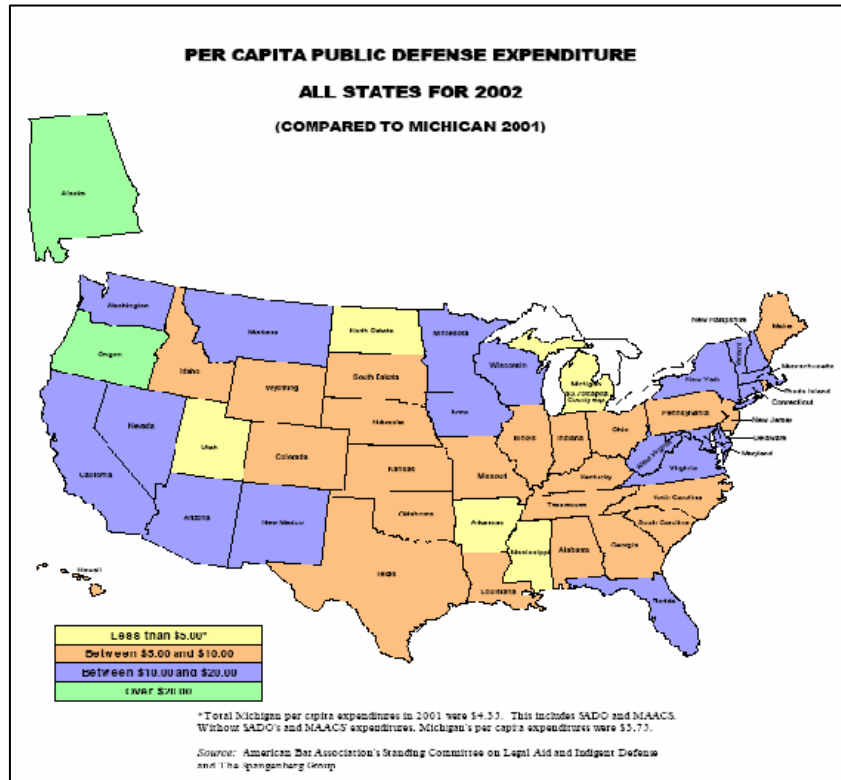 PER CAPITA PUBLIC DEFENSE EXPENDITURE
ALL STATES FOR 2002
(COMPARED TO MICHICAN 2001)
Alaska
Washington
Montana
North Dakota
Minnesota
New Hampshire
Maine
Oregon
Idaho
Wyoming
South Dakota
Wisconsin
Michigan
County
New York
Vermont
Massachusetts
Rhode Island
Connecticut
Nevada
Utah
Colorado
Nebraska
Iowa
Illinois
Indiana
Ohio
Pennsylvania
New Jersey
Delaware
Maryland
California
Kansas
Missouri
Kentucky
West Virginia
Virginia
Arizona
New Mexico
Oklahoma
Arkansas
Tennessee
North Carolina
South Carolina
Texas
Louisiana
Mississippi
Alabama
Georgia
Florida
Hawaii
Less than $5.00*
Between $5.00 and $10.00
Between $10.00 and $20.00
Over $20.00
*Total Michigan per capita expenditures in 2001 were $4.33. This includes SADO and MAACS.
Without SADO's and MAACS' expenditures, Michigan's per capita expenditures were $3.73.
Source: American Bar Association's Standing Committee on Legal Aid and Indigent Defense
and The Spangenberg Group